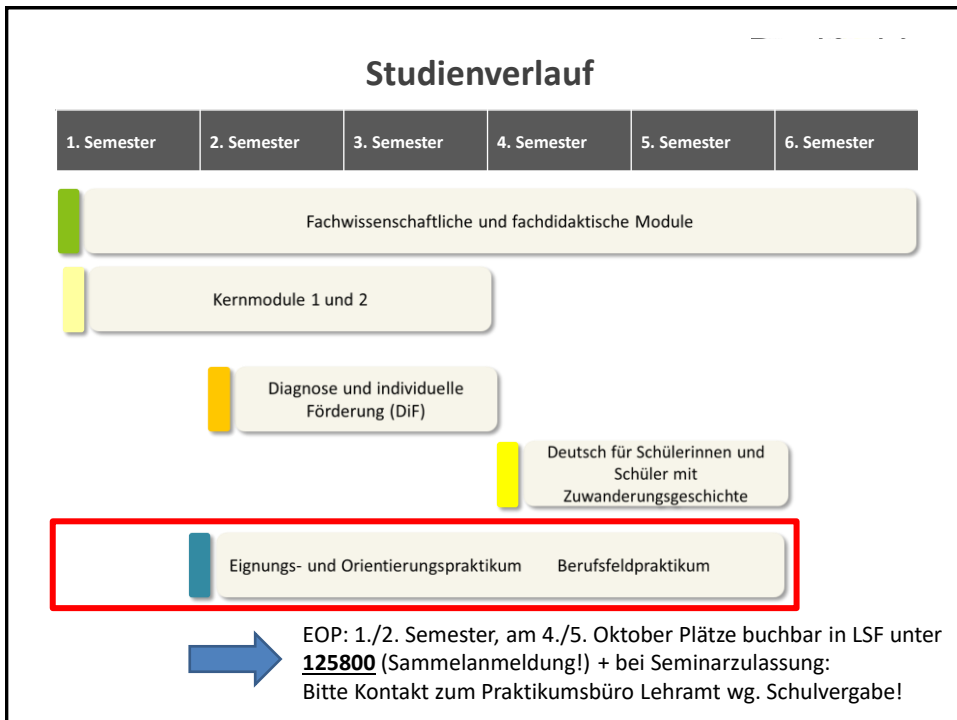 Studienverlauf
1. Semester 2. Semester 3. Semester 4. Semester 5. Semester 6. Semester
Fachwissenschaftliche und fachdidaktische Module
Kernmodule 1 und 2
Diagnose und individuelle
Förderung (DiF)
Deutsch für Schülerinnen und
Schüler mit
Zuwanderungsgeschichte
Eignungs- und Orientierungspraktikum Berufsfeldpraktikum
EOP: 1./2. Semester, am 4./5. Oktober Plätze buchbar in LSF unter
125800 (Sammelanmeldung!) + bei Seminarzulassung:
Bitte Kontakt zum Praktikumsbüro Lehramt wg. Schulvergabe!